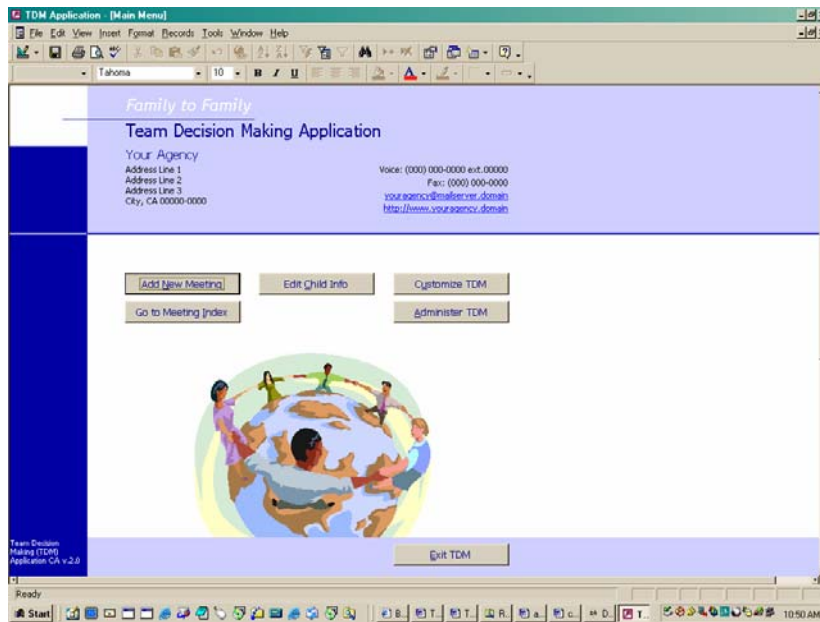 TDM Application - [Main Menu]
File Edit View Insert Format Records Tools Window Help
Tahoma 10 B I U
Family to Family
Team Decision Making Application
Your Agency
Address Line 1
Address Line 2
Address Line 3
City, CA 00000-0000
Voice: (000) 000-0000 ext.00000
Fax: (000) 000-0000
youragency@mailserver.domain
http://www.youragency.domain
Add New Meeting
Edit Child Info
Customize TDM
Go to Meeting Index
Administer TDM
Team Decision
Making (TDM)
Application CA v.2.0
Exit TDM
Ready
Start B... T... T... R... a... c... D... T... 10:50 AM